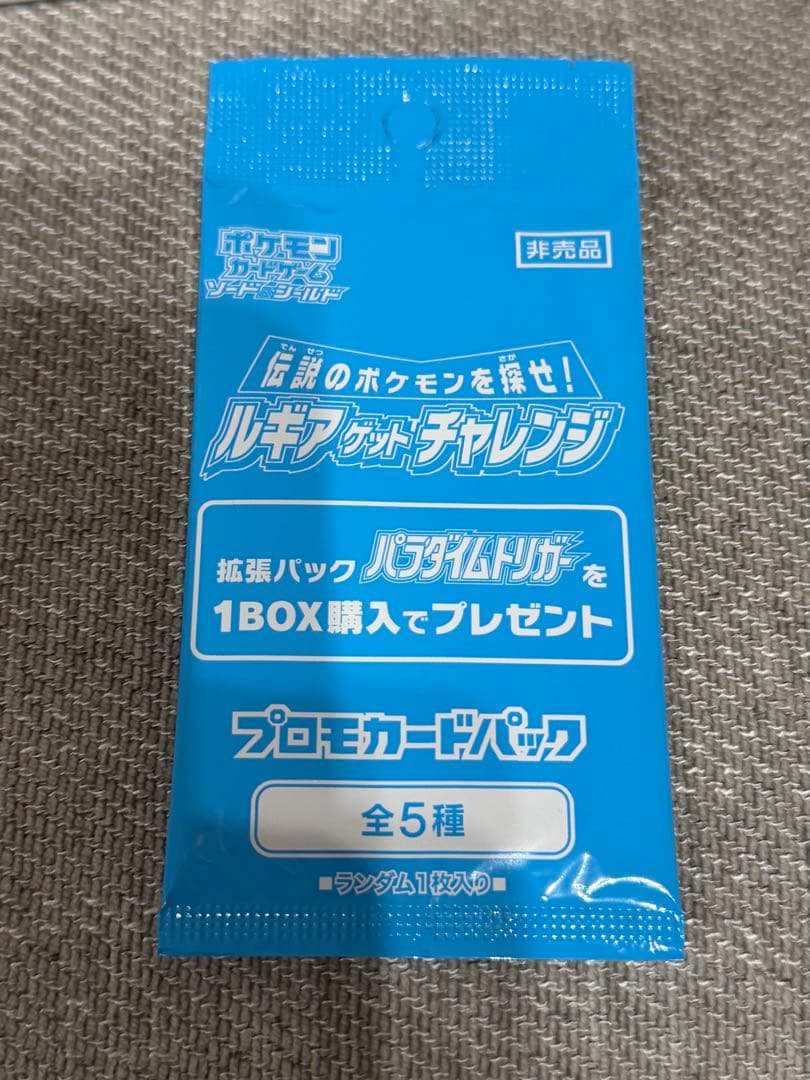 ポケモン
カードゲーム
ソード&シールド
非売品
でん せつ さが
伝説のポケモンを探せ!
ルギアゲットチャレンジ
拡張パック パラダイムトリガーを
1BOX購入でプレゼント
プロモカードパック
全5種
■ランダム1枚入り■